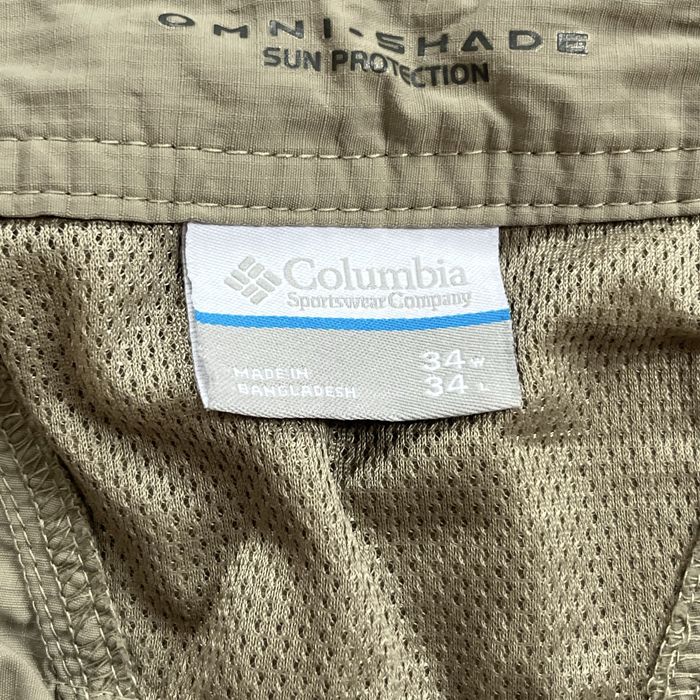 OMNI-SHADE
SUN PROTECTION
Columbia
Sportswear Company
MADE IN
BANGLADESH
34 W
34 L